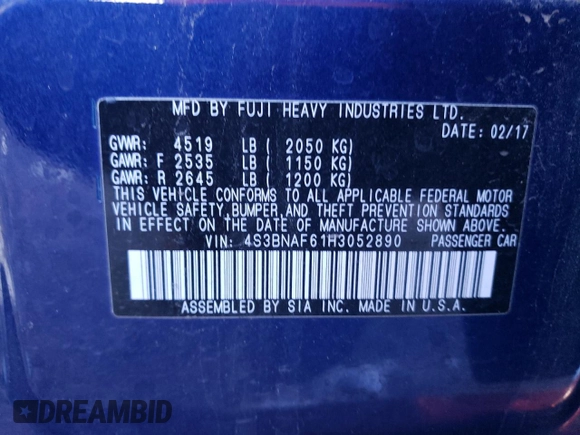 MFD BY FUJI HEAVY INDUSTRIES LTD.
DATE: 02/17
GVWR: 4519 LB ( 2050 KG)
GAWR: F 2535 LB ( 1150 KG)
GAWR: R 2645 LB ( 1200 KG)
THIS VEHICLE CONFORMS TO ALL APPLICABLE FEDERAL MOTOR
VEHICLE SAFETY,BUMPER,AND THEFT PREVENTION STANDARDS
IN EFFECT ON THE DATE OF MANUFACTURE SHOWN ABOVE.
VIN: 4S3BNAF61H3052890 PASSENGER CAR
ASSEMBLED BY SIA INC. MADE IN U.S.A.
DREAMBID